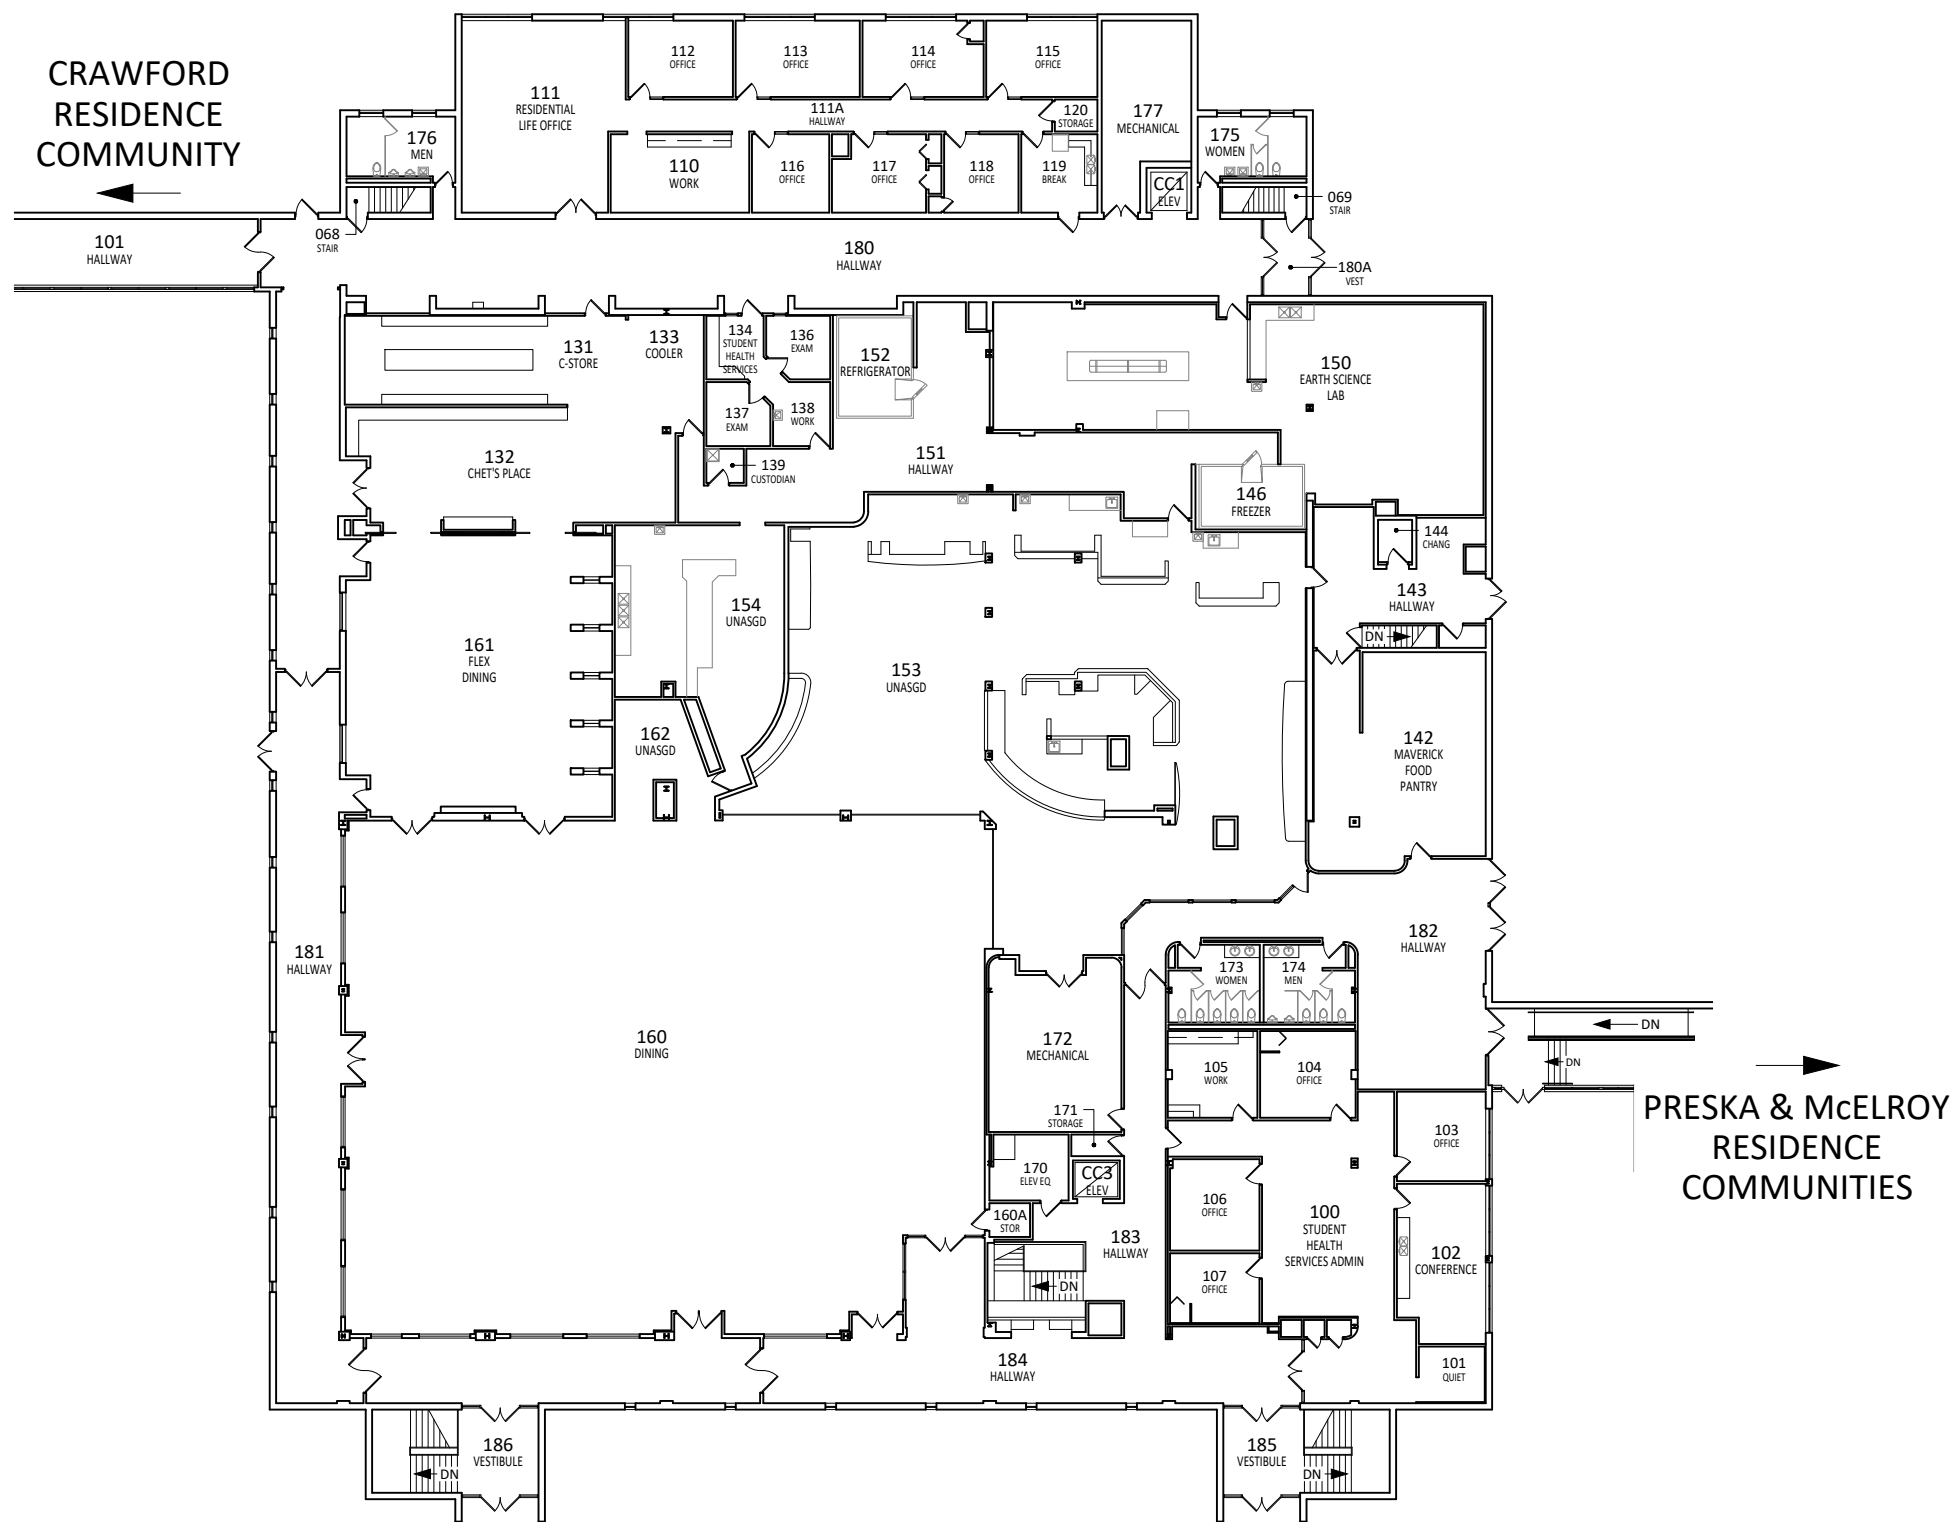 CRAWFORD
RESIDENCE
COMMUNITY
112
OFFICE
113
OFFICE
114
OFFICE
115
OFFICE
111
RESIDENTIAL
LIFE OFFICE
111A
HALLWAY
120
STORAGE
177
MECHANICAL
176
MEN
175
WOMEN
110
WORK
116
OFFICE
117
OFFICE
118
OFFICE
119
BREAK
CC1
ELEV
069
STAIR
068
STAIR
101
HALLWAY
180
HALLWAY
180A
VEST
131
C-STORE
133
COOLER
134
STUDENT
HEALTH
SERVICES
136
EXAM
152
REFRIGERATOR
150
EARTH SCIENCE
LAB
137
EXAM
138
WORK
132
CHET'S PLACE
139
CUSTODIAN
151
HALLWAY
146
FREEZER
144
CHANG
143
HALLWAY
DN
154
UNASGD
161
FLEX
DINING
153
UNASGD
162
UNASGD
142
MAVERICK
FOOD
PANTRY
181
HALLWAY
182
HALLWAY
173
WOMEN
174
MEN
160
DINING
172
MECHANICAL
105
WORK
104
OFFICE
DN
DN
PRESKA & McELROY
RESIDENCE
COMMUNITIES
171
STORAGE
103
OFFICE
170
ELEV EQ
CC3
ELEV
106
OFFICE
160A
STOR
183
HALLWAY
100
STUDENT
HEALTH
SERVICES ADMIN
102
CONFERENCE
DN
107
OFFICE
184
HALLWAY
101
QUIET
186
VESTIBULE
DN
185
VESTIBULE
DN